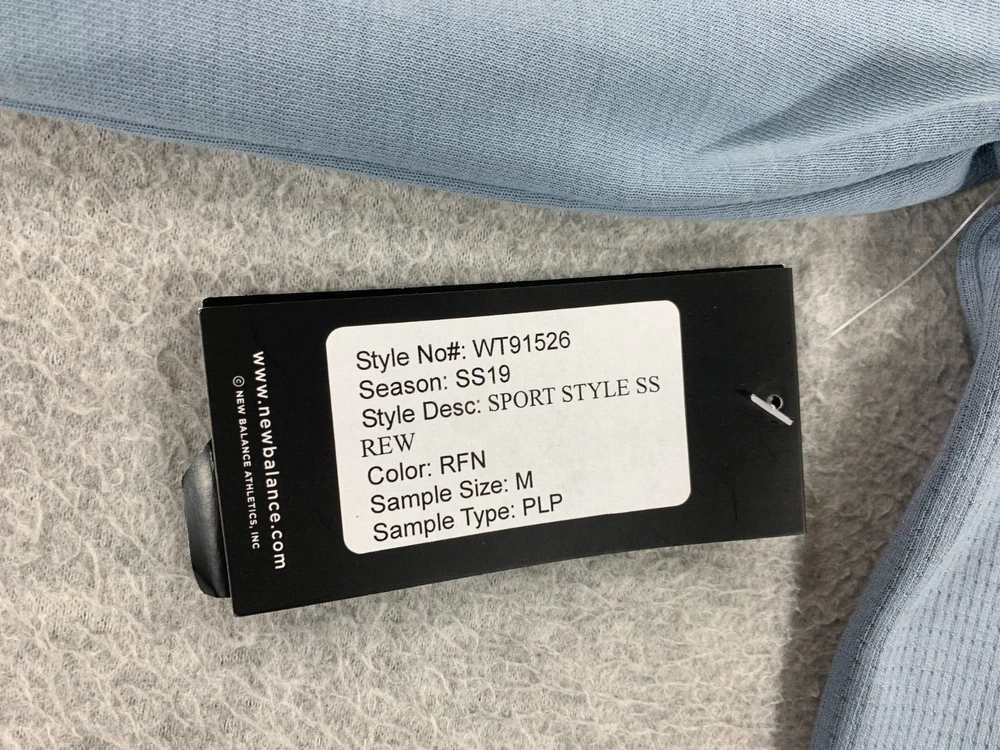 Style No#: WT91526
Season: SS19
Style Desc: SPORT STYLE SS
REW
Color: RFN
Sample Size: M
Sample Type: PLP
www.newbalance.com
© NEW BALANCE ATHLETICS, INC